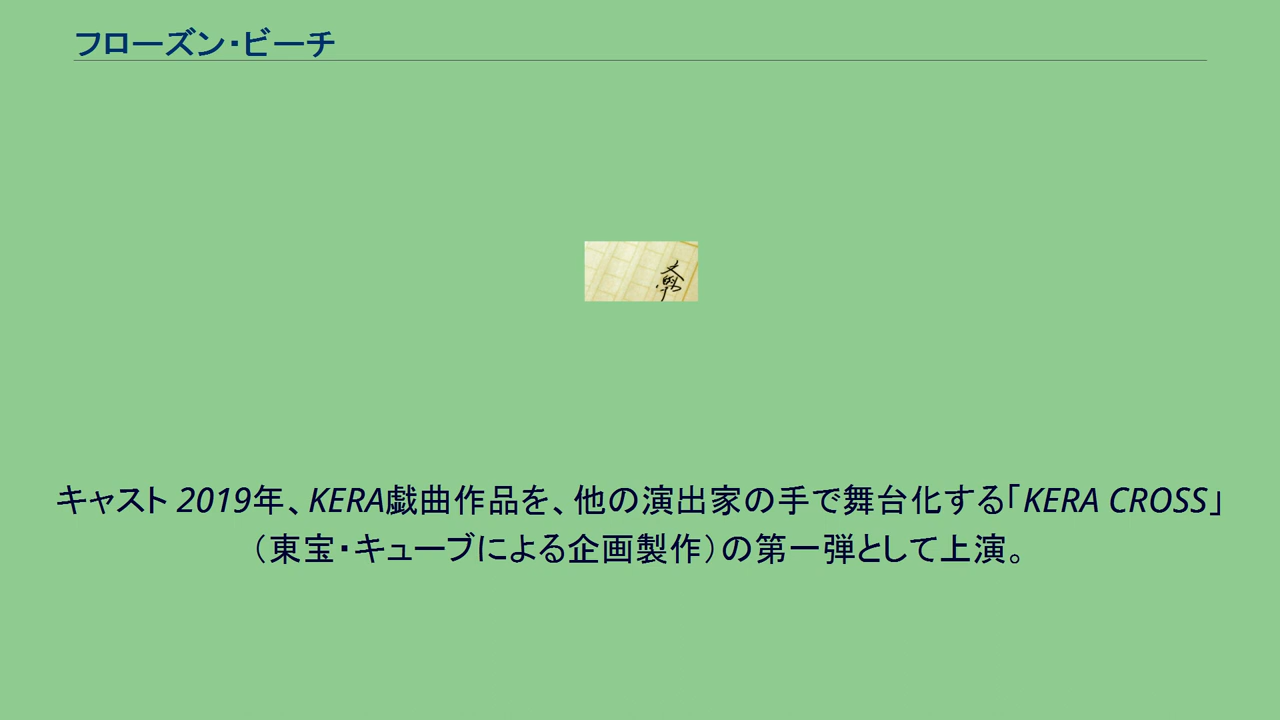 フローズン・ビーチ
キャスト 2019年、KERA戯曲作品を、他の演出家の手で舞台化する「KERA CROSS」
（東宝・キューブによる企画製作）の第一弾として上演。